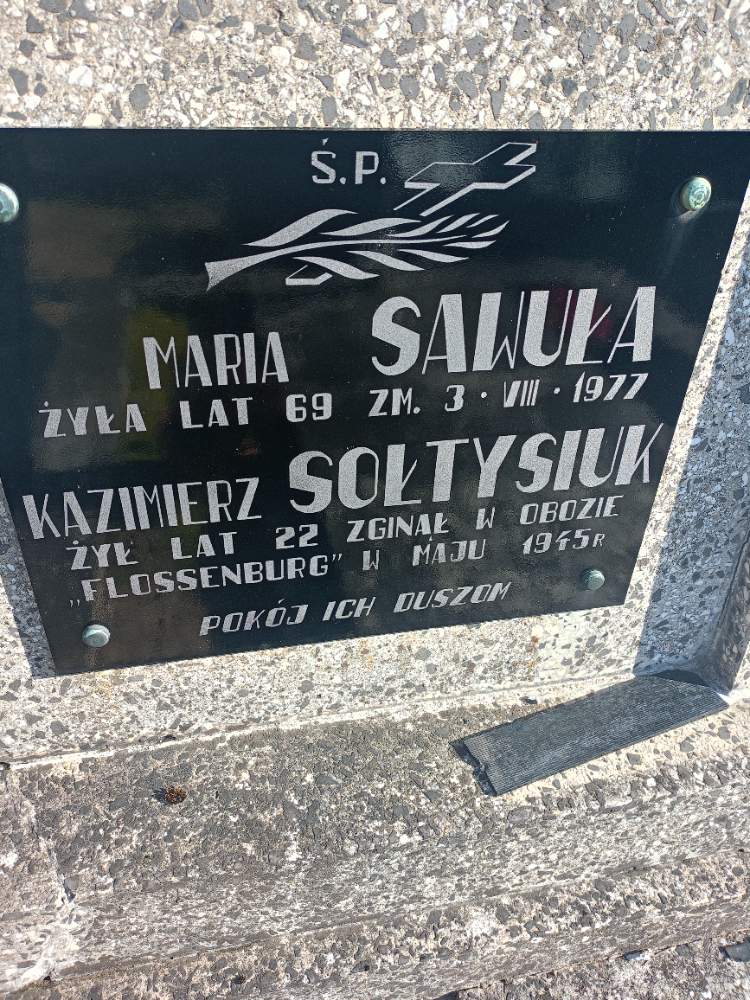 Ś.P.
MARIA SAWUŁA
ŻYŁA LAT 69 ZM. 3 · VIII · 1977
KAZIMIERZ SOŁTYSIUK
ŻYŁ LAT 22 ZGINĄŁ W OBOZIE
„FLOSSENBURG" W MAJU 1945R
POKÓJ ICH DUSZOM